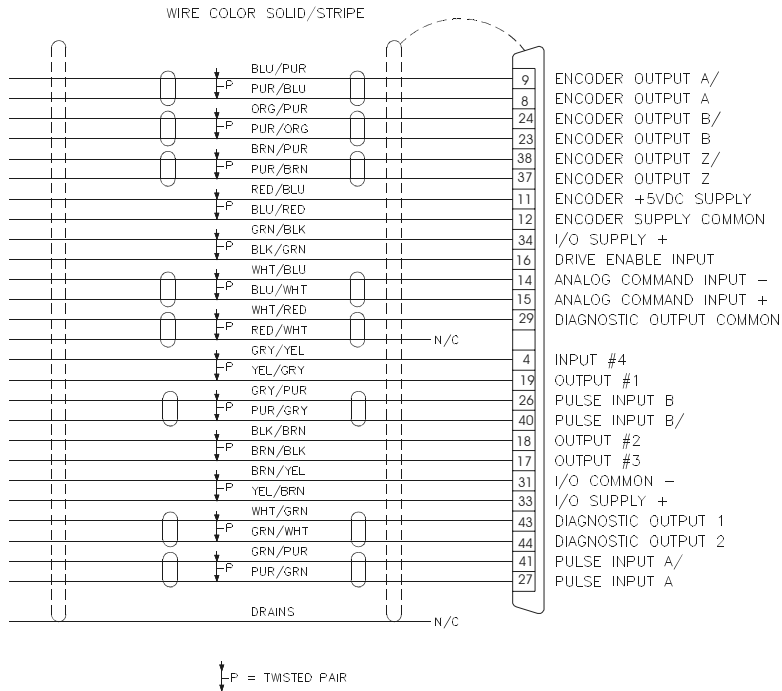 WIRE COLOR SOLID/STRIPE
BLU/PUR 9 ENCODER OUTPUT A/
P PUR/BLU 8 ENCODER OUTPUT A
ORG/PUR 24 ENCODER OUTPUT B/
P PUR/ORG 23 ENCODER OUTPUT B
BRN/PUR 38 ENCODER OUTPUT Z/
P PUR/BRN 37 ENCODER OUTPUT Z
RED/BLU 11 ENCODER +5VDC SUPPLY
P BLU/RED 12 ENCODER SUPPLY COMMON
GRN/BLK 34 I/O SUPPLY +
P BLK/GRN 16 DRIVE ENABLE INPUT
WHT/BLU 14 ANALOG COMMAND INPUT -
P BLU/WHT 15 ANALOG COMMAND INPUT +
WHT/RED 29 DIAGNOSTIC OUTPUT COMMON
P RED/WHT N/C
GRY/YEL 4 INPUT #4
P YEL/GRY 19 OUTPUT #1
GRY/PUR 26 PULSE INPUT B
P PUR/GRY 40 PULSE INPUT B/
BLK/BRN 18 OUTPUT #2
P BRN/BLK 17 OUTPUT #3
BRN/YEL 31 I/O COMMON -
P YEL/BRN 33 I/O SUPPLY +
WHT/GRN 43 DIAGNOSTIC OUTPUT 1
P GRN/WHT 44 DIAGNOSTIC OUTPUT 2
GRN/PUR 41 PULSE INPUT A/
P PUR/GRN 27 PULSE INPUT A
DRAINS N/C
P = TWISTED PAIR